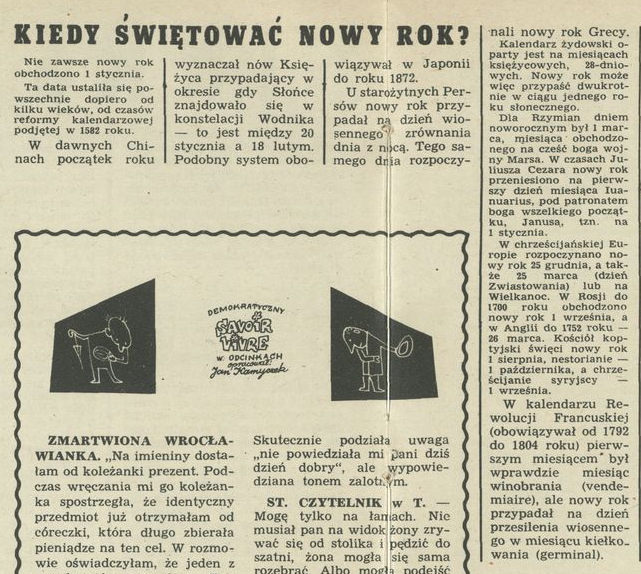 KIEDY ŚWIĘTOWAĆ NOWY ROK?
Nie zawsze nowy rok
obchodzono 1 stycznia.
Ta data ustaliła się po-
wszechnie dopiero od
kilku wieków, od czasów
reformy kalendarzowej
podjętej w 1582 roku.
W dawnych Chi-
nach początek roku
wyznaczał nów Księ-
życa przypadający w
okresie gdy Słońce
znajdowało się w
konstelacji Wodnika
— to jest między 20
stycznia a 18 lutym.
Podobny system obo-
wiązywał w Japonii
do roku 1872.
U starożytnych Per-
sów nowy rok przy-
padał na dzień wio-
sennego zrównania
dnia z nocą. Tego sa-
mego dnia rozpoczy-
nali nowy rok Grecy.
Kalendarz żydowski o-
party jest na miesiącach
księżycowych, 28-dnio-
wych. Nowy rok może
więc przypaść dwukrot-
nie w ciągu jednego ro-
ku słonecznego.
Dla Rzymian dniem
noworocznym był 1 mar-
ca, miesiąca obchodzo-
nego na cześć boga woj-
ny Marsa. W czasach Ju-
liusza Cezara nowy rok
przeniesiono na pierw-
szy dzień miesiąca Iua-
nuarius, pod patronatem
boga wszelkiego począt-
ku, Janusa, tzn. na
1 stycznia.
W chrześcijańskiej Eu-
ropie rozpoczynano no-
wy rok 25 grudnia, a tak-
że 25 marca (dzień
Zwiastowania) lub na
Wielkanoc. W Rosji do
1700 roku obchodzono
nowy rok 1 września, a
w Anglii do 1752 roku —
26 marca. Kościół kop-
tyjski święci nowy rok
1 sierpnia, nestorianie —
1 października, a chrze-
ścijanie syryjscy —
1 września.
W kalendarzu Re-
wolucji Francuskiej
(obowiązywał od 1792
do 1804 roku) pierw-
szym miesiącem był
wprawdzie miesiąc
winobrania (vende-
miaire), ale nowy rok
przypadał na dzień
przesilenia wiosenne-
go w miesiącu kiełko-
wania (germinal).
DEMOKRATYCZNY
SAVOIR
VIVRE
W ODCINKACH
opracował
Jan Kamyczek
ZMARTWIONA WROCŁA-
WIANKA. „Na imieniny dosta-
łam od koleżanki prezent. Pod-
czas wręczania mi go koleżan-
ka spostrzegła, że identyczny
przedmiot już otrzymałam od
córeczki, która długo zbierała
pieniądze na ten cel. W rozmo-
wie oświadczyłam, że jeden z
Skutecznie podziała uwaga
„nie powiedziała mi pani dziś
dzień dobry", ale wypowie-
dziana tonem zalotnym.
ST. CZYTELNIK w T. —
Mogę tylko na łamach. Nic
musiał pan na widok żony zry-
wać się od stolika i pędzić do
szatni, żona mogła się sama
rozebrać. Albo mogła podejść